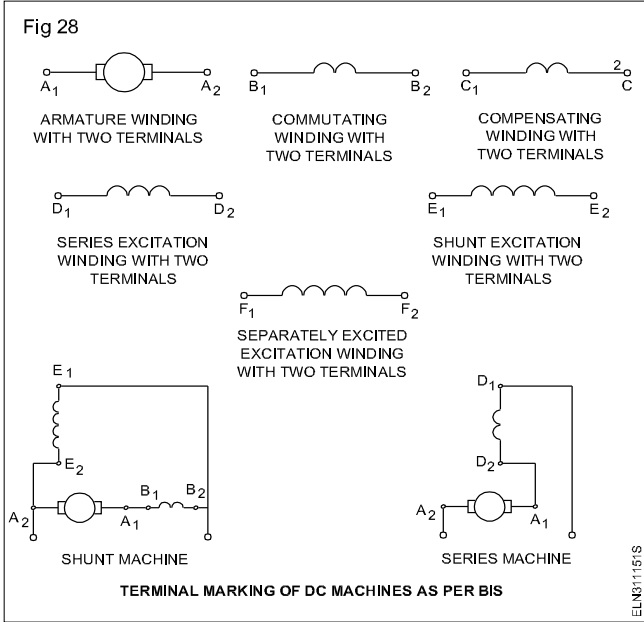 Fig 28
A1 A2
ARMATURE WINDING
WITH TWO TERMINALS
B1 B2
COMMUTATING
WINDING WITH
TWO TERMINALS
C1 C 2
COMPENSATING
WINDING WITH
TWO TERMINALS
D1 D2
SERIES EXCITATION
WINDING WITH TWO
TERMINALS
E1 E2
SHUNT EXCITATION
WINDING WITH TWO
TERMINALS
F1 F2
SEPARATELY EXCITED
EXCITATION WINDING
WITH TWO TERMINALS
E1
E2
A2 A1 B1 B2
SHUNT MACHINE
D1
D2
A2 A1
SERIES MACHINE
TERMINAL MARKING OF DC MACHINES AS PER BIS
ELN311151S